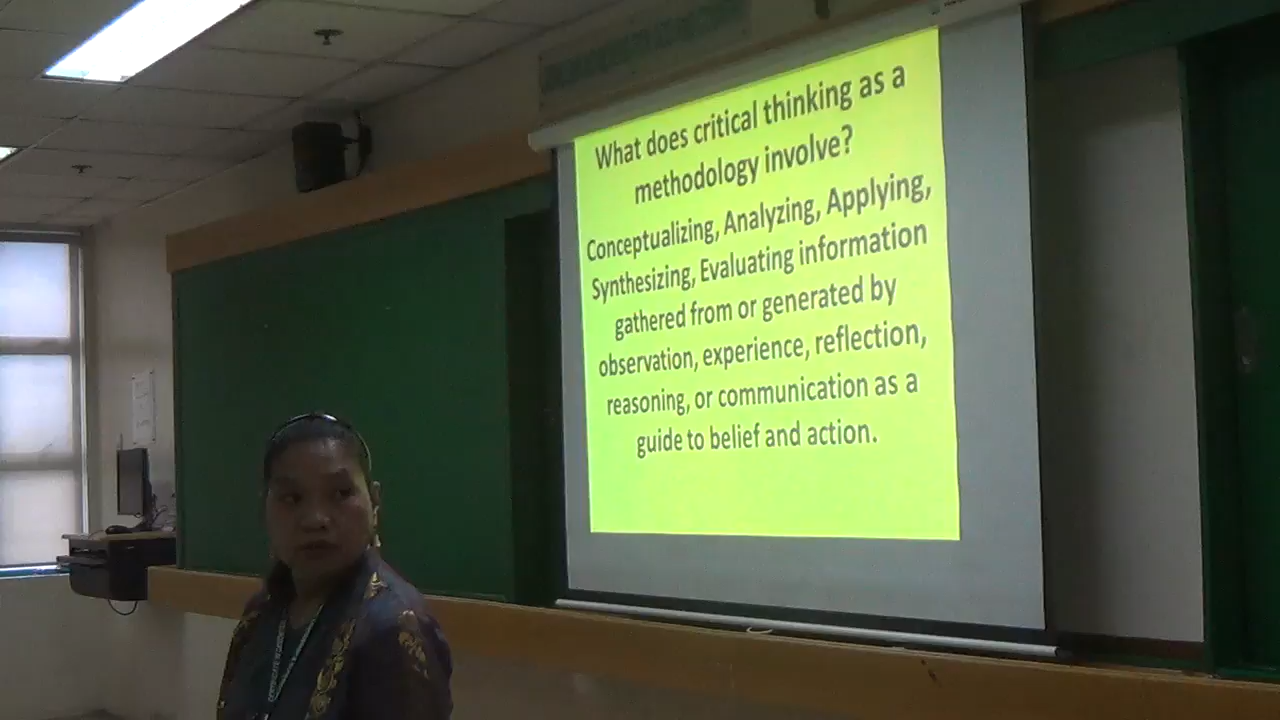 What does critical thinking as a
methodology involve?
Conceptualizing, Analyzing, Applying,
Synthesizing, Evaluating information
gathered from or generated by
observation, experience, reflection,
reasoning, or communication as a
guide to belief and action.